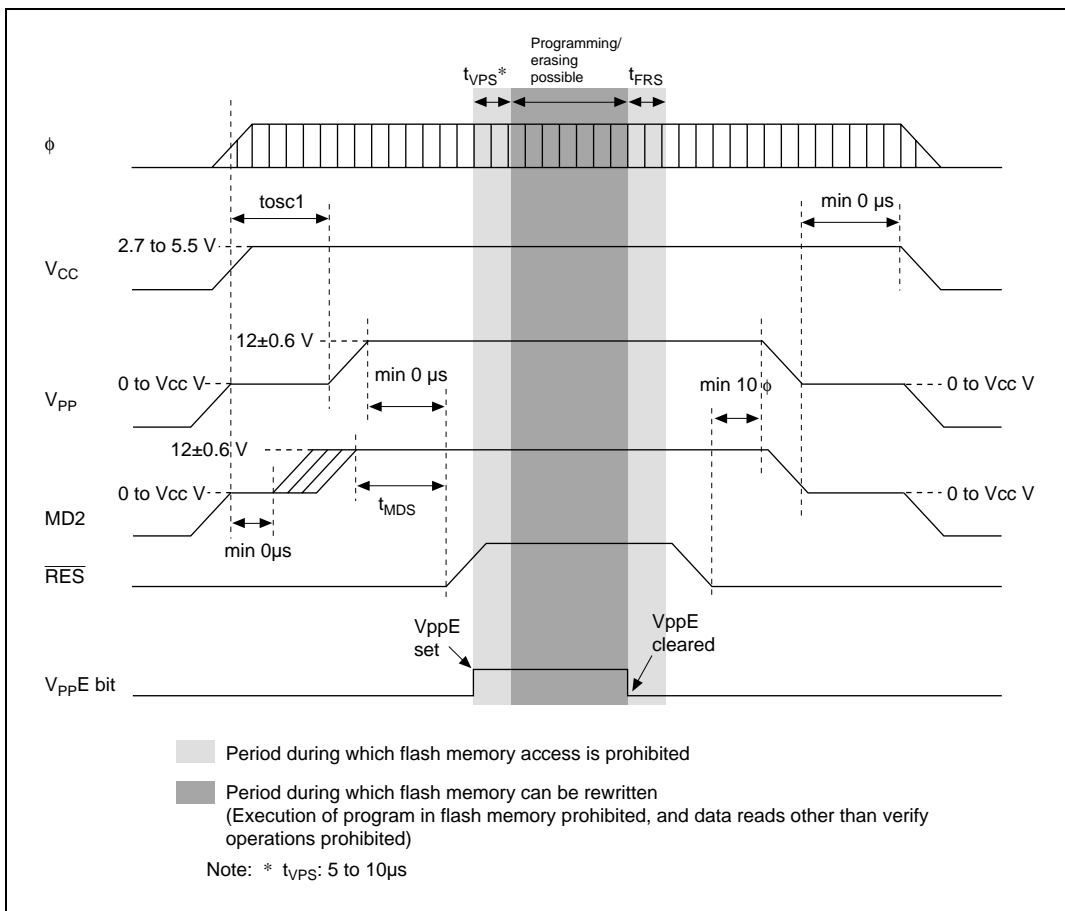 Programming/
erasing
possible
tVPS*
tFRS
ϕ
tosc1
min 0 µs
2.7 to 5.5 V
VCC
12±0.6 V
min 0 µs
0 to Vcc V
min 10 ϕ
0 to Vcc V
VPP
12±0.6 V
0 to Vcc V
tMDS
0 to Vcc V
MD2
min 0µs
RES
VppE
set
VppE
cleared
VPPE bit
Period during which flash memory access is prohibited
Period during which flash memory can be rewritten
(Execution of program in flash memory prohibited, and data reads other than verify
operations prohibited)
Note: * tVPS: 5 to 10µs